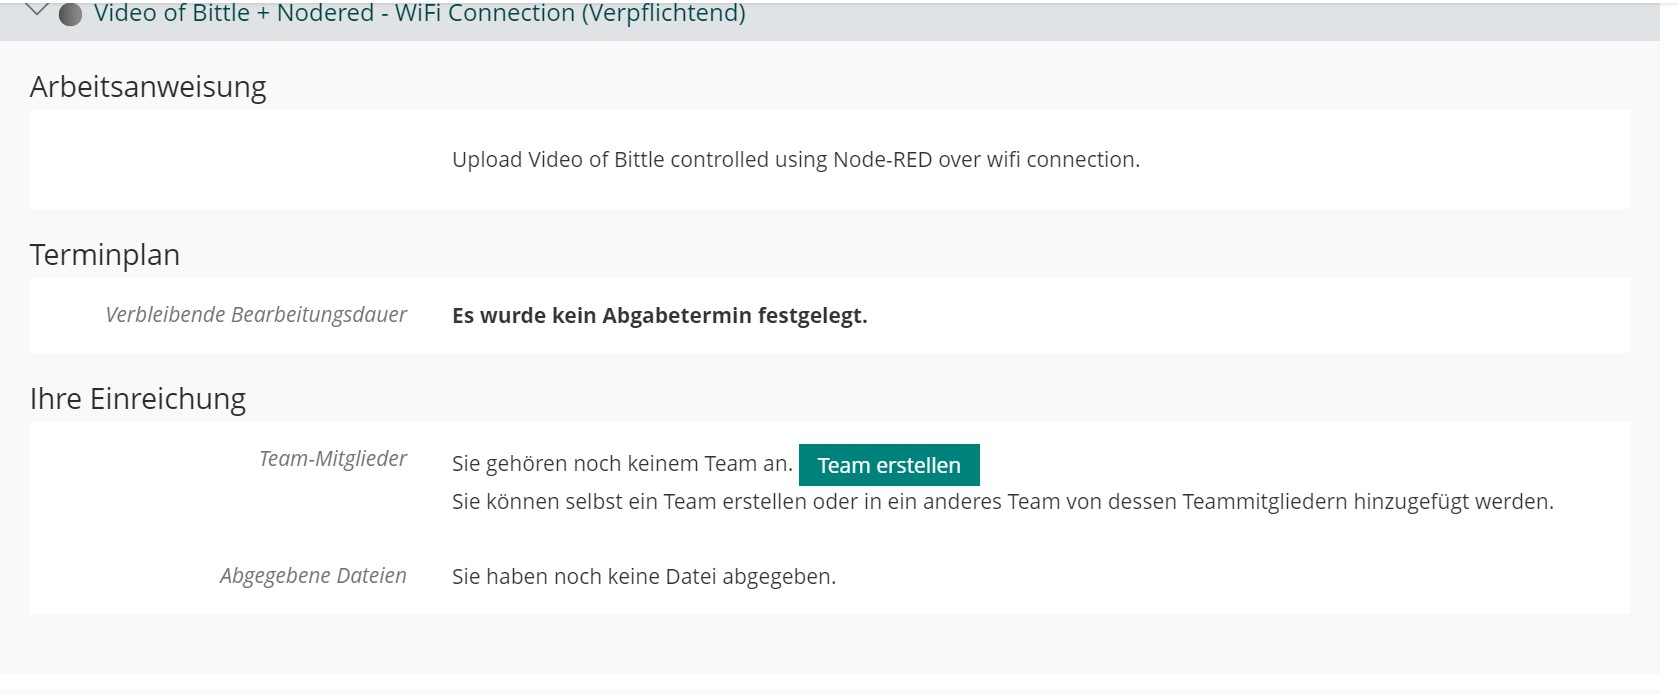 Video of Bittle + Nodered - WiFi Connection (Verpflichtend)
Arbeitsanweisung
Upload Video of Bittle controlled using Node-RED over wifi connection.
Terminplan
Verbleibende Bearbeitungsdauer Es wurde kein Abgabetermin festgelegt.
Ihre Einreichung
Team-Mitglieder Sie gehören noch keinem Team an. Team erstellen
Sie können selbst ein Team erstellen oder in ein anderes Team von dessen Teammitgliedern hinzugefügt werden.
Abgegebene Dateien Sie haben noch keine Datei abgegeben.